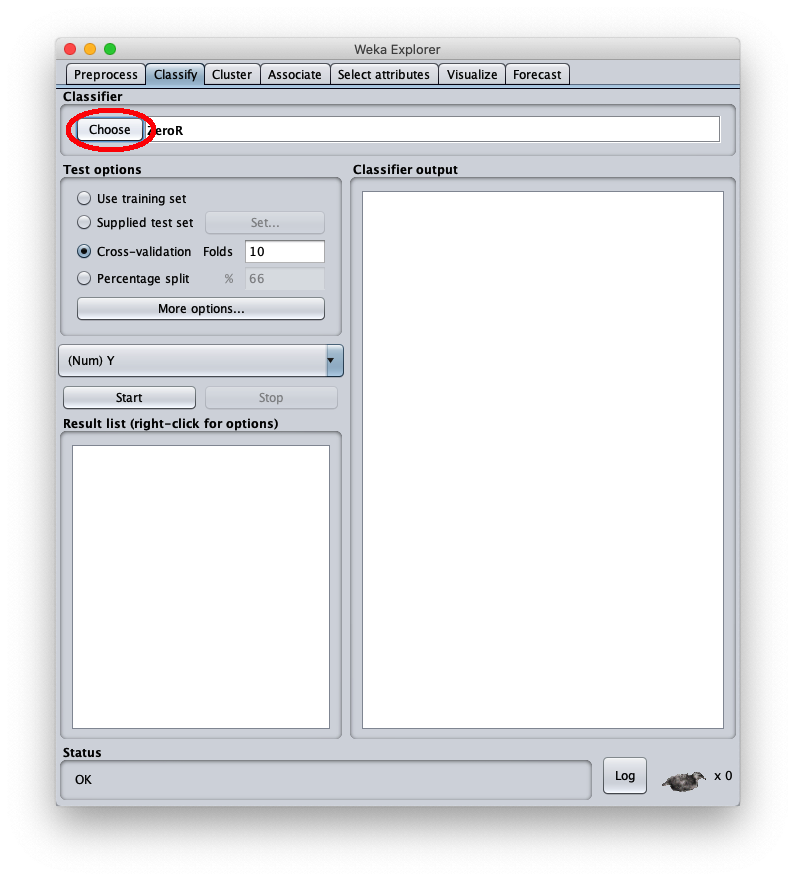 Weka Explorer
Preprocess Classify Cluster Associate Select attributes Visualize Forecast
Classifier
Choose ZeroR
Test options
Use training set
Supplied test set Set...
Cross-validation Folds 10
Percentage split % 66
More options...
(Num) Y
Start Stop
Result list (right-click for options)
Classifier output
Status
OK
Log x 0